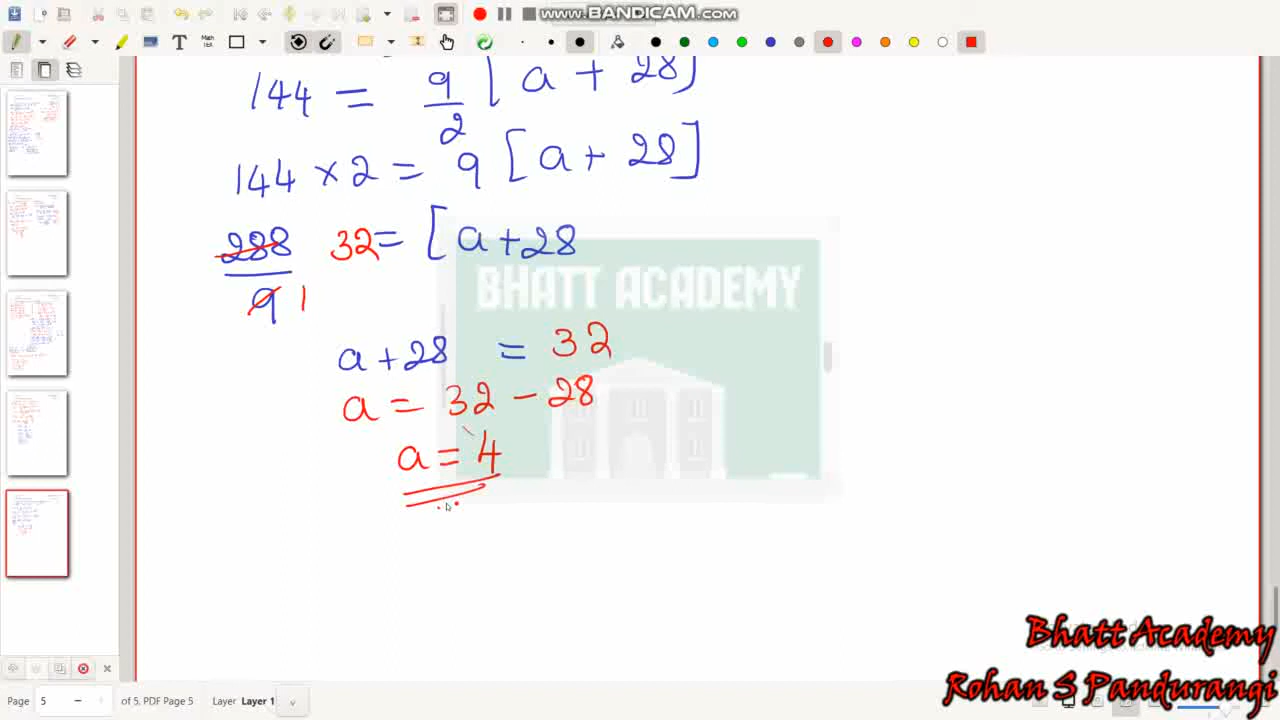 www.BANDICAM.com
144 = 9/2 [a + 28]
144 × 2 = 9 [a + 28]
288/9 1 32 = [a + 28
BHATT ACADEMY
a + 28 = 32
a = 32 - 28
a = 4
Bhatt Academy
Rohan S Pandurangi
Page 5 of 5, PDF Page 5 Layer Layer 1